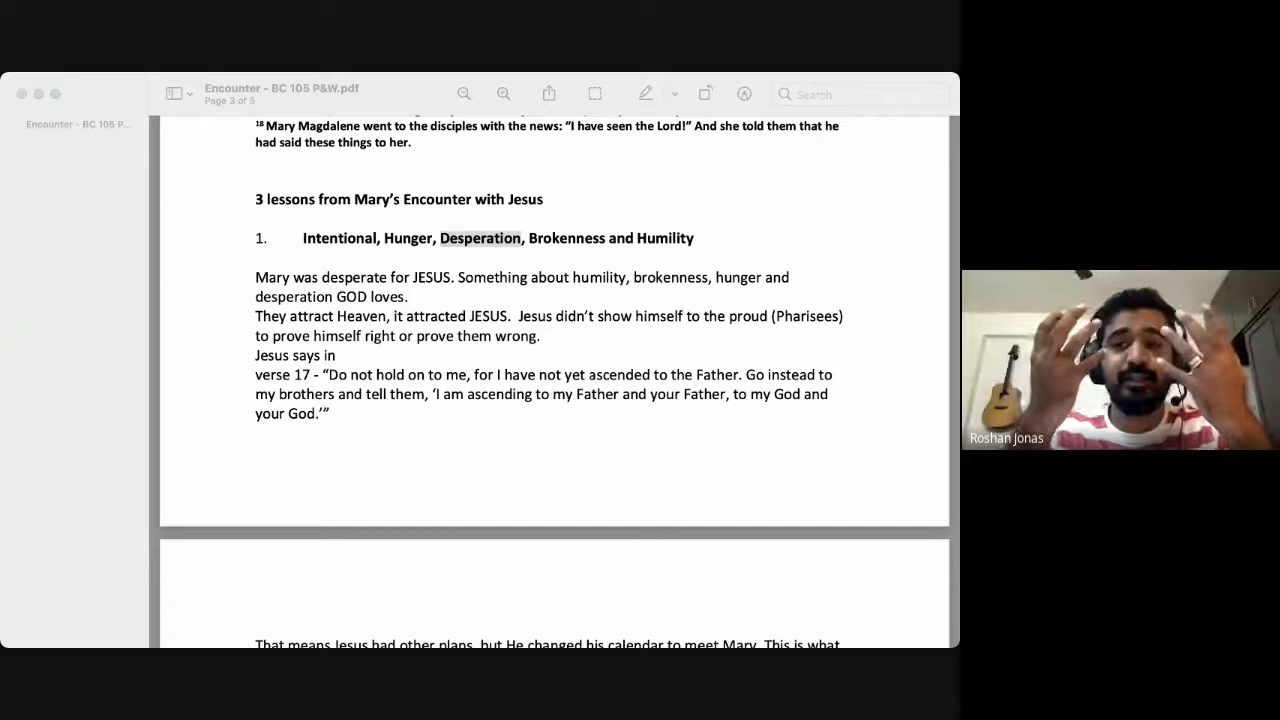 Encounter - BC 105 P&W.pdf
Page 3 of 5
Search
Encounter - BC 105 P...
18 Mary Magdalene went to the disciples with the news: “I have seen the Lord!” And she told them that he
had said these things to her.
3 lessons from Mary’s Encounter with Jesus
1. Intentional, Hunger, Desperation, Brokenness and Humility
Mary was desperate for JESUS. Something about humility, brokenness, hunger and
desperation GOD loves.
They attract Heaven, it attracted JESUS.  Jesus didn’t show himself to the proud (Pharisees)
to prove himself right or prove them wrong.
Jesus says in
verse 17 - “Do not hold on to me, for I have not yet ascended to the Father. Go instead to
my brothers and tell them, ‘I am ascending to my Father and your Father, to my God and
your God.’”
That means Jesus had other plans, but He changed his calendar to meet Mary. This is what
Roshan Jonas